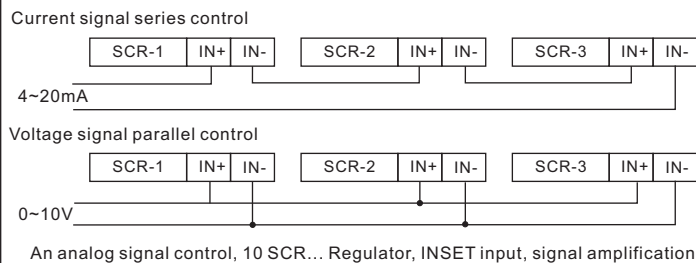 Current signal series control
SCR-1 IN+ IN- SCR-2 IN+ IN- SCR-3 IN+ IN-
4~20mA
Voltage signal parallel control
SCR-1 IN+ IN- SCR-2 IN+ IN- SCR-3 IN+ IN-
0~10V
An analog signal control, 10 SCR... Regulator, INSET input, signal amplification